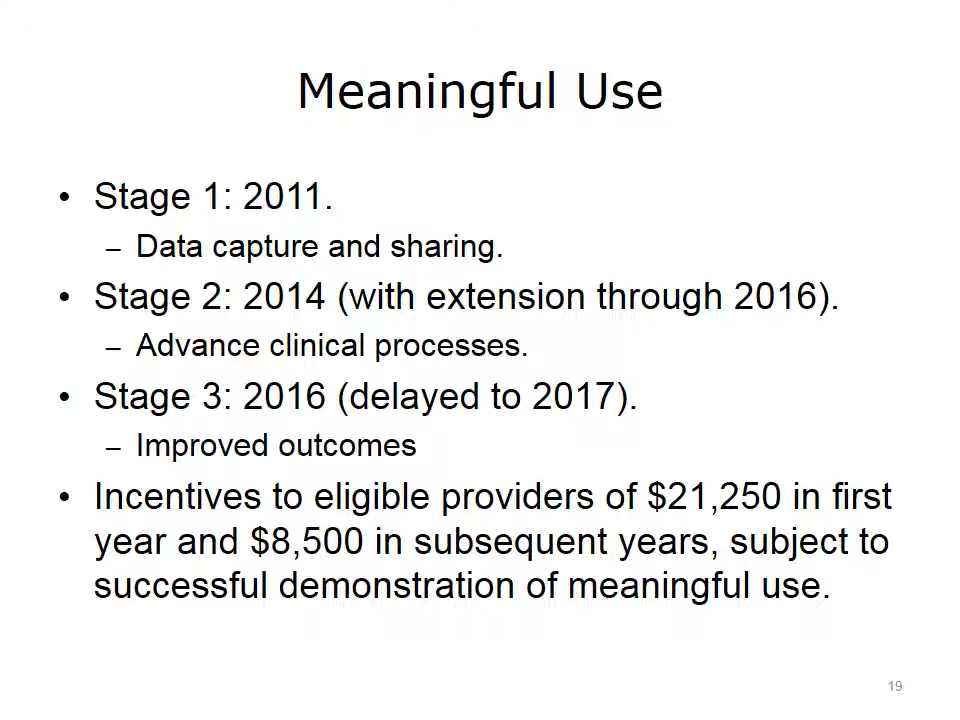 Meaningful Use
• Stage 1: 2011.
– Data capture and sharing.
• Stage 2: 2014 (with extension through 2016).
– Advance clinical processes.
• Stage 3: 2016 (delayed to 2017).
– Improved outcomes
• Incentives to eligible providers of $21,250 in first
year and $8,500 in subsequent years, subject to
successful demonstration of meaningful use.
19